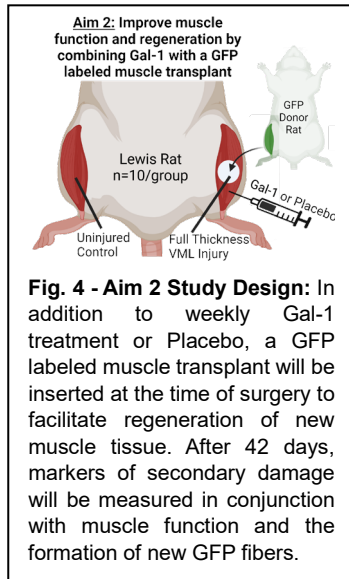 Aim 2: Improve muscle
function and regeneration by
combining Gal-1 with a GFP
labeled muscle transplant
GFP
Donor
Rat
Lewis Rat
n=10/group
Gal-1 or Placebo
Uninjured
Control
Full Thickness
VML Injury
Fig. 4 - Aim 2 Study Design: In
addition to weekly Gal-1
treatment or Placebo, a GFP
labeled muscle transplant will be
inserted at the time of surgery to
facilitate regeneration of new
muscle tissue. After 42 days,
markers of secondary damage
will be measured in conjunction
with muscle function and the
formation of new GFP fibers.